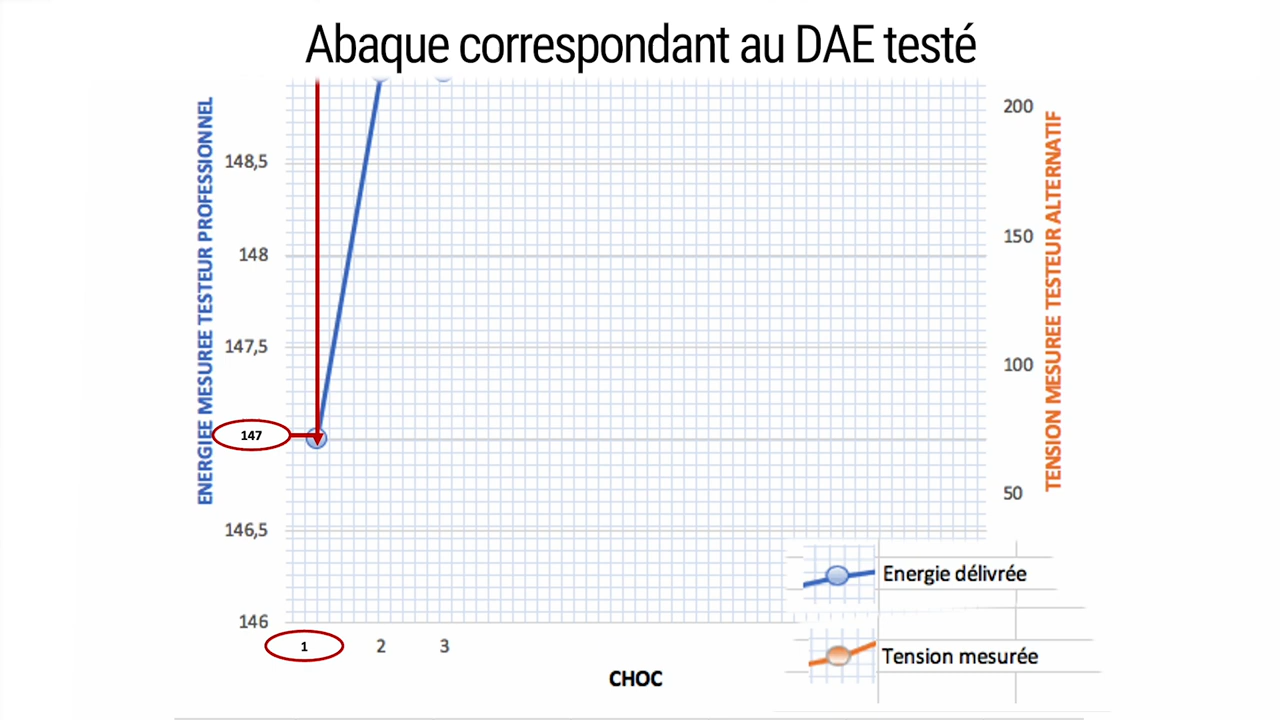 Abaque correspondant au DAE testé
ENERGIEE MESUREE TESTEUR PROFESSIONNEL
148,5
148
147,5
147
146,5
146
200
150
100
50
TENSION MESUREE TESTEUR ALTERNATIF
1
2
3
CHOC
Energie délivrée
Tension mesurée